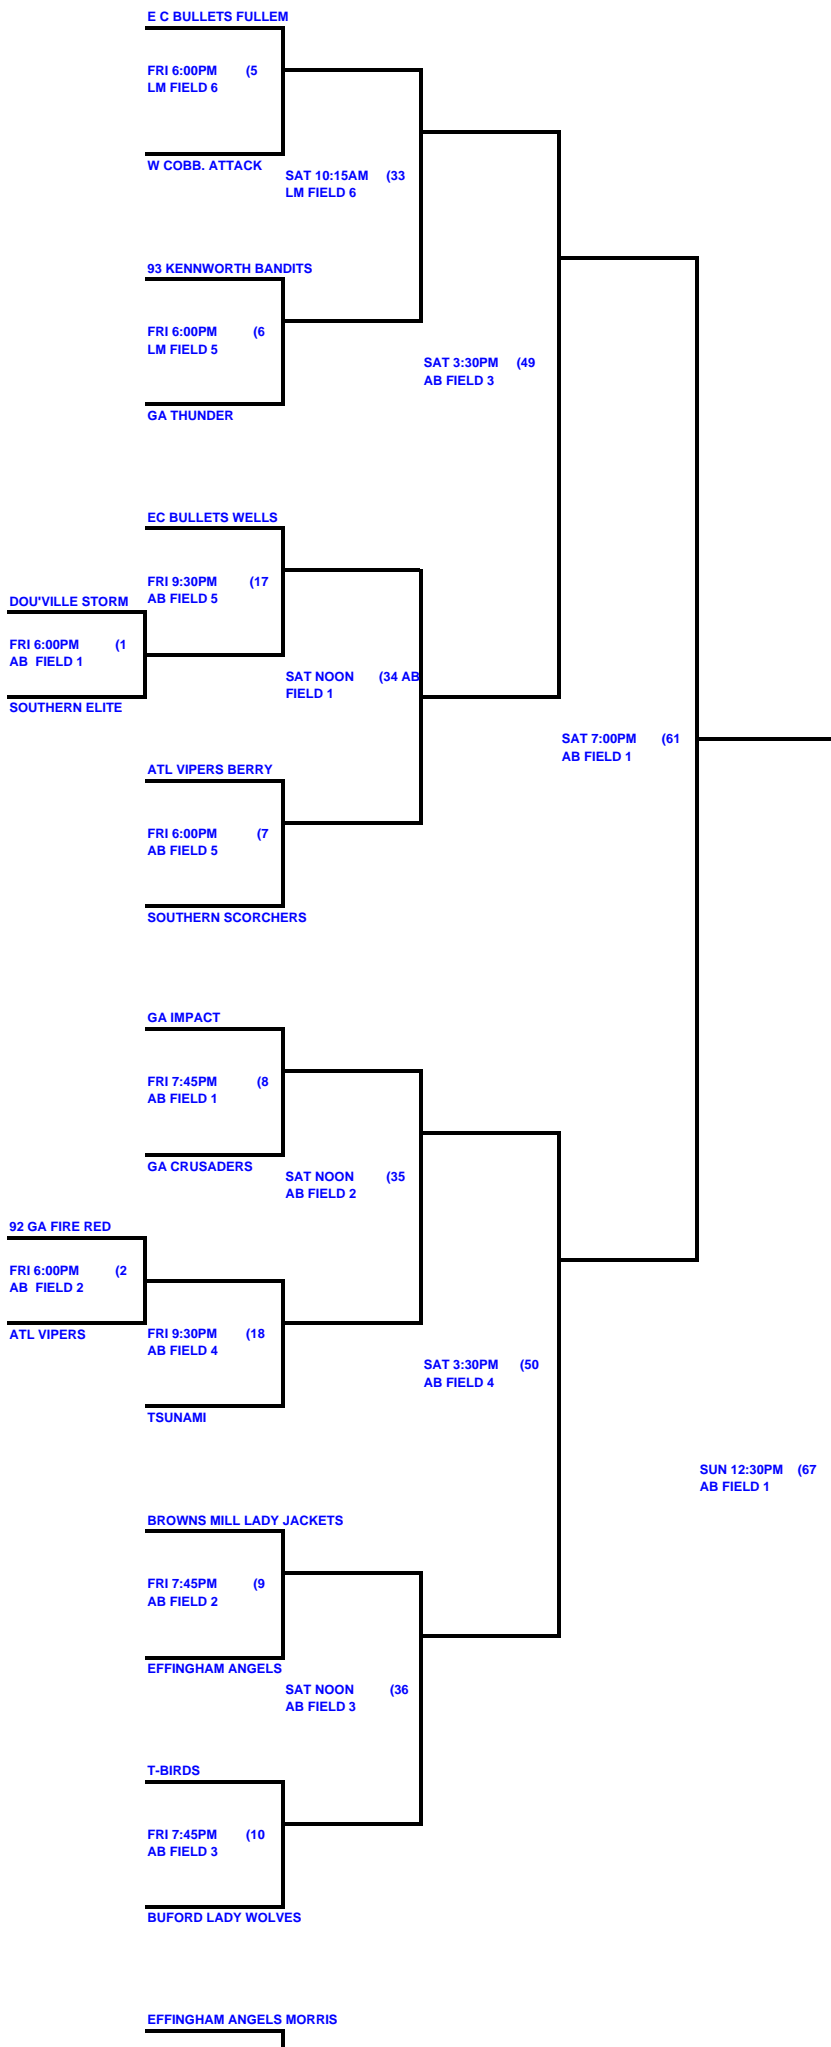 E C BULLETS FULLEM
FRI 6:00PM (5
LM FIELD 6
W COBB. ATTACK
SAT 10:15AM (33
LM FIELD 6
93 KENNWORTH BANDITS
FRI 6:00PM (6
LM FIELD 5
SAT 3:30PM (49
AB FIELD 3
GA THUNDER
EC BULLETS WELLS
FRI 9:30PM (17
AB FIELD 5
DOU'VILLE STORM
FRI 6:00PM (1
AB FIELD 1
SOUTHERN ELITE
SAT NOON (34 AB
FIELD 1
SAT 7:00PM (61
AB FIELD 1
ATL VIPERS BERRY
FRI 6:00PM (7
AB FIELD 5
SOUTHERN SCORCHERS
GA IMPACT
FRI 7:45PM (8
AB FIELD 1
GA CRUSADERS
SAT NOON (35
AB FIELD 2
92 GA FIRE RED
FRI 6:00PM (2
AB FIELD 2
ATL VIPERS
FRI 9:30PM (18
AB FIELD 4
SAT 3:30PM (50
AB FIELD 4
TSUNAMI
SUN 12:30PM (67
AB FIELD 1
BROWNS MILL LADY JACKETS
FRI 7:45PM (9
AB FIELD 2
EFFINGHAM ANGELS
SAT NOON (36
AB FIELD 3
T-BIRDS
FRI 7:45PM (10
AB FIELD 3
BUFORD LADY WOLVES
EFFINGHAM ANGELS MORRIS